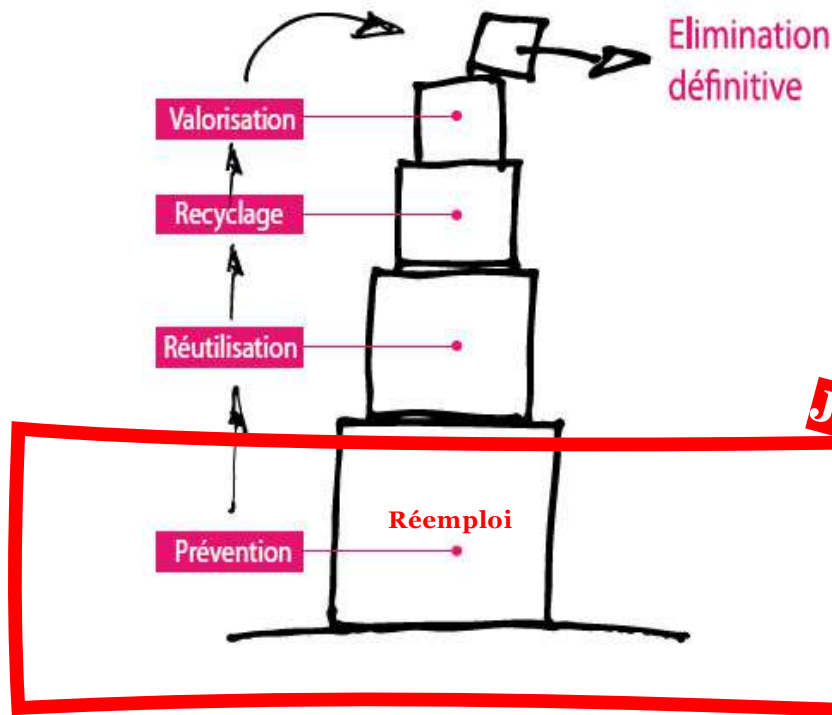 Elimination
définitive
Valorisation
Recyclage
Réutilisation
Réemploi
Prévention